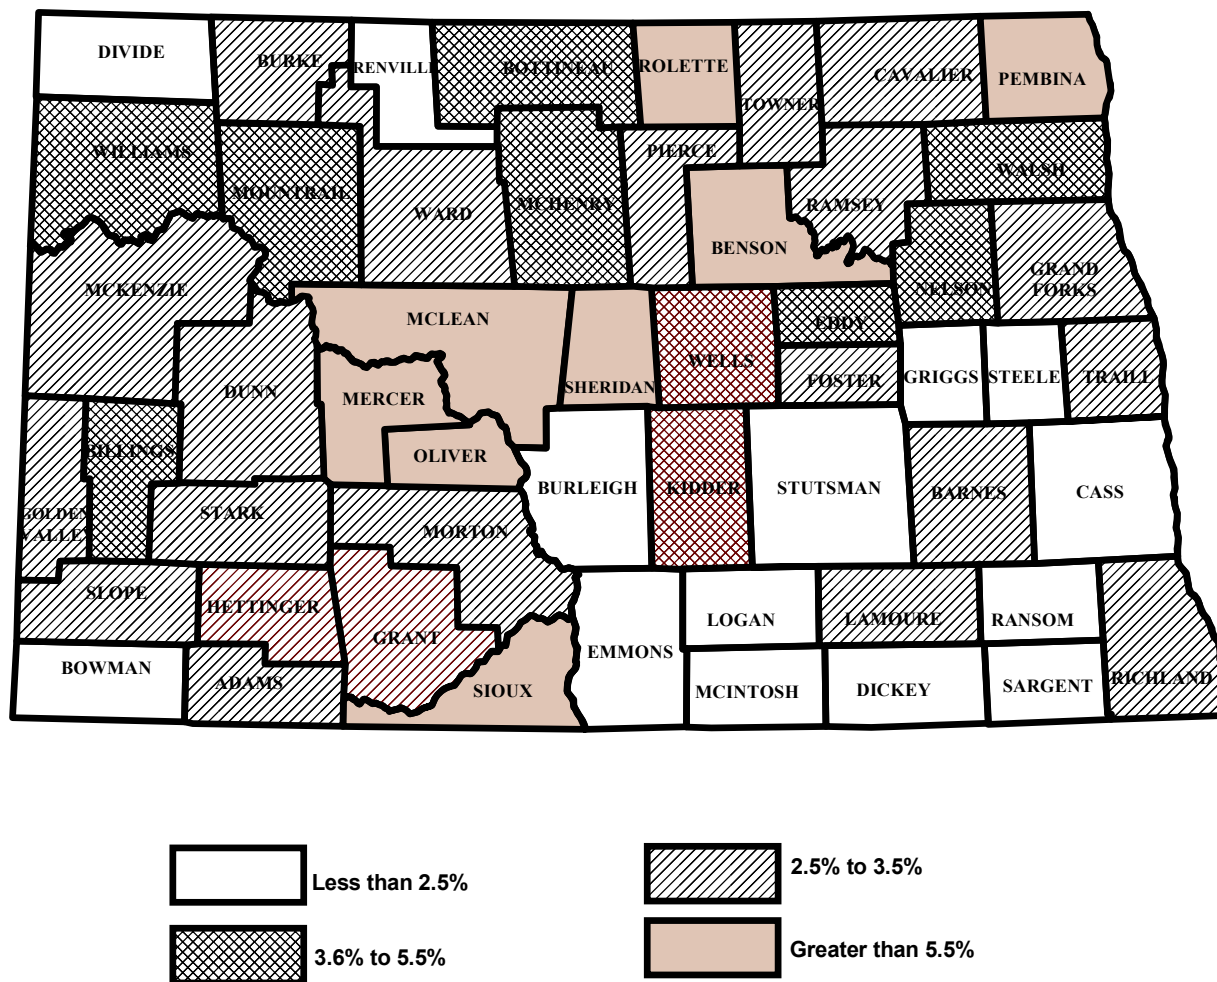 DIVIDE
BURKE
RENVILLE
BOTTINEAU
ROLETTE
TOWNER
CAVALIER
PEMBINA
WILLIAMS
MOUNTRAIL
WARD
MCHENRY
PIERCE
BENSON
RAMSEY
WALSH
MCKENZIE
NELSON
GRAND
FORKS
MCLEAN
DUNN
MERCER
OLIVER
SHERIDAN
WELLS
EDDY
FOSTER
GRIGGS
STEELE
TRAILL
BILLINGS
GOLDEN
VALLEY
STARK
MORTON
BURLEIGH
KIDDER
STUTSMAN
BARNES
CASS
SLOPE
HETTINGER
GRANT
BOWMAN
ADAMS
SIOUX
EMMONS
LOGAN
LAMOURE
RANSOM
MCINTOSH
DICKEY
SARGENT
RICHLAND
Less than 2.5%
2.5% to 3.5%
3.6% to 5.5%
Greater than 5.5%